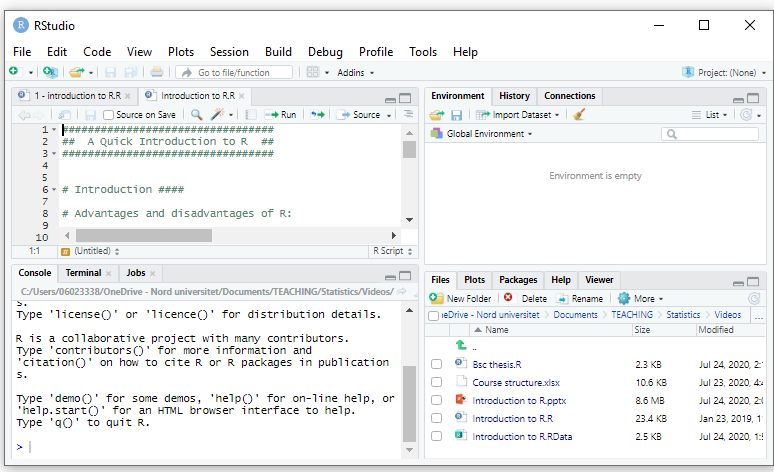 RStudio
File Edit Code View Plots Session Build Debug Profile Tools Help
Go to file/function Addins Project: (None)
1 - introduction to R.R Introduction to R.R
Source on Save Run Source
1 ##################################
2 ## A Quick Introduction to R ##
3 ##################################
4
5
6 # Introduction ####
7
8 # Advantages and disadvantages of R:
9
10
1:1 (Untitled) R Script
Console Terminal Jobs
C:/Users/06023338/OneDrive - Nord universitet/Documents/TEACHING/Statistics/Videos/
s.
Type 'license()' or 'licence()' for distribution details.
R is a collaborative project with many contributors.
Type 'contributors()' for more information and
'citation()' on how to cite R or R packages in publication
s.
Type 'demo()' for some demos, 'help()' for on-line help, or
'help.start()' for an HTML browser interface to help.
Type 'q()' to quit R.
>
Environment History Connections
Import Dataset List
Global Environment
Environment is empty
Files Plots Packages Help Viewer
New Folder Delete Rename More
eDrive - Nord universitet Documents TEACHING Statistics Videos ...
Name Size Modified
..
Bsc thesis.R 2.3 KB Jul 24, 2020, 2:
Course structure.xlsx 10.6 KB Jul 23, 2020, 4:
Introduction to R.pptx 8.6 MB Jul 24, 2020, 2:
Introduction to R.R 23.4 KB Jan 23, 2019, 1
Introduction to R.RData 2.5 KB Jul 24, 2020, 1: